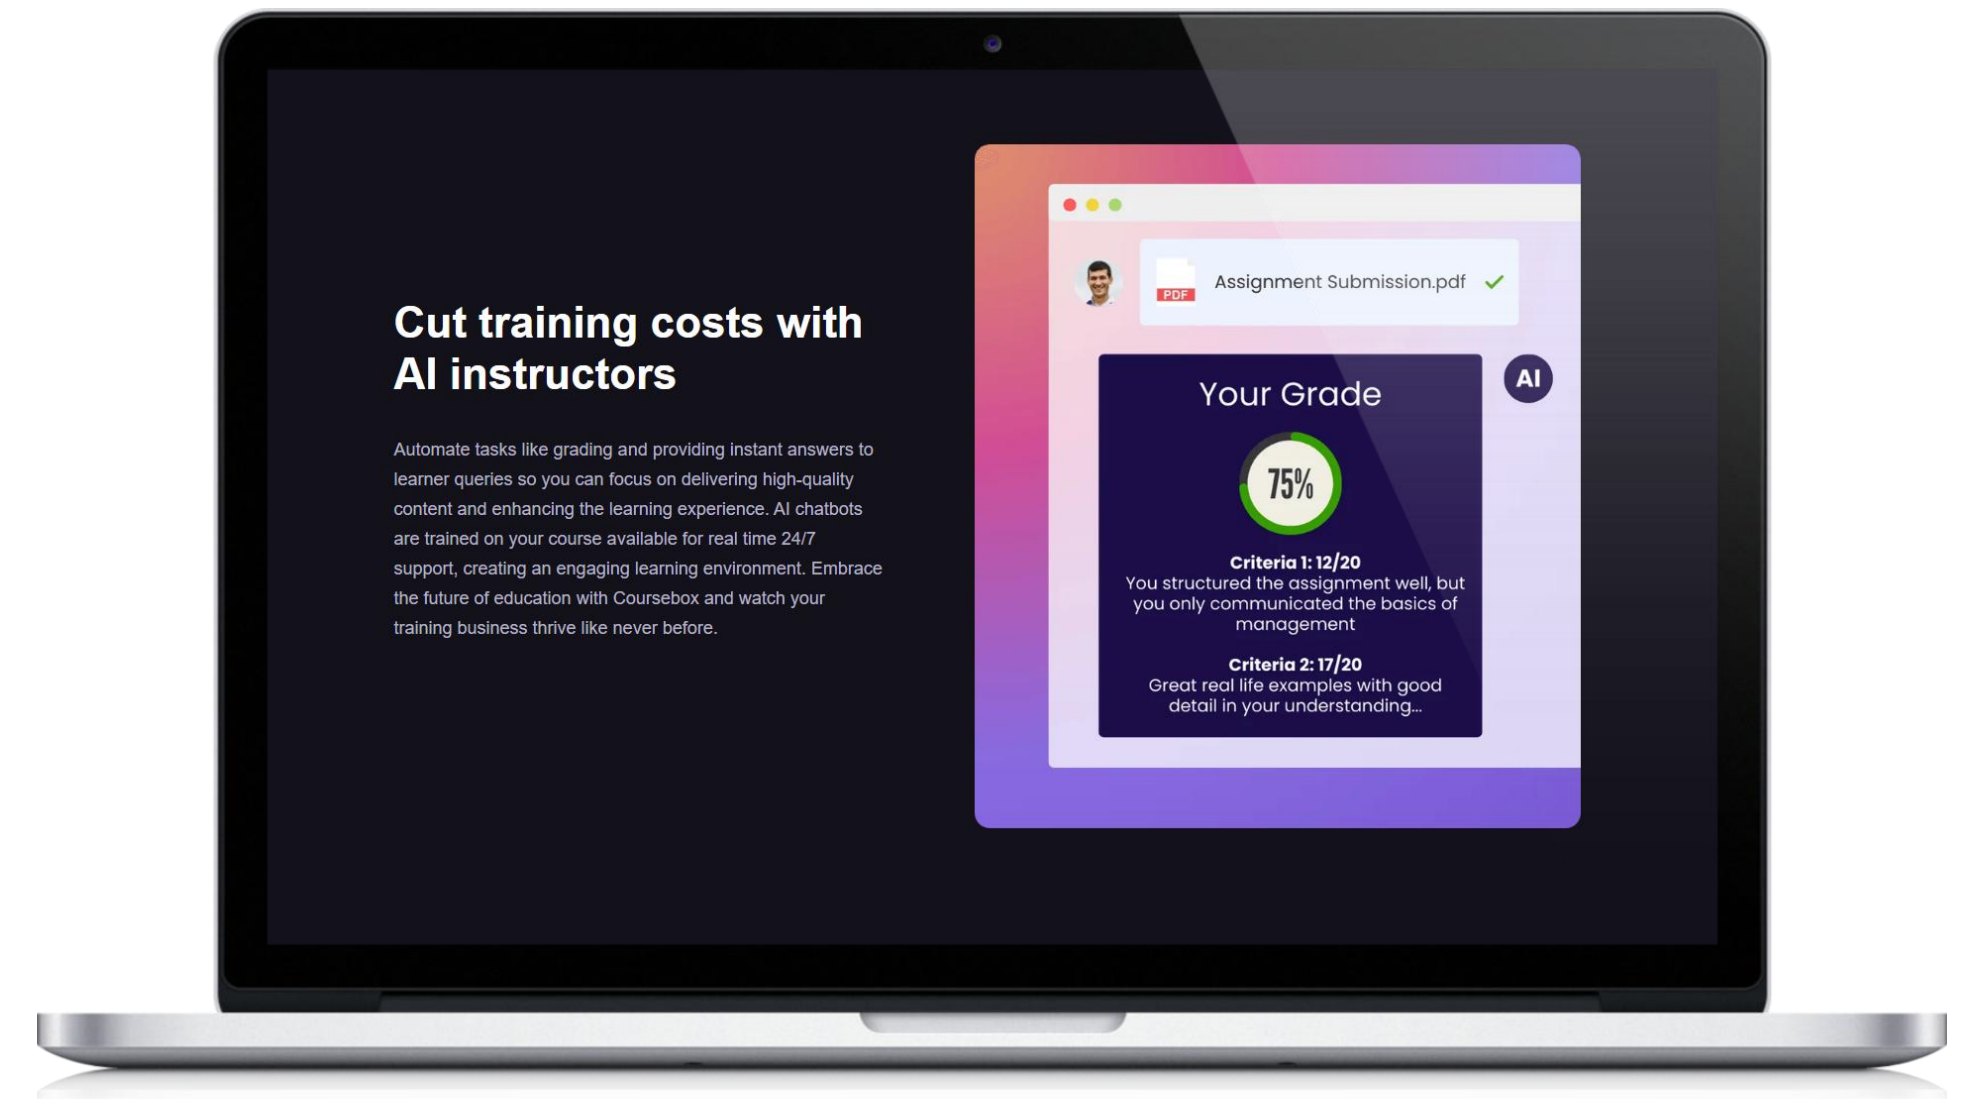 Cut training costs with
AI instructors
Automate tasks like grading and providing instant answers to
learner queries so you can focus on delivering high-quality
content and enhancing the learning experience. AI chatbots
are trained on your course available for real time 24/7
support, creating an engaging learning environment. Embrace
the future of education with Coursebox and watch your
training business thrive like never before.
PDF
Assignment Submission.pdf
AI
Your Grade
75%
Criteria 1: 12/20
You structured the assignment well, but
you only communicated the basics of
management
Criteria 2: 17/20
Great real life examples with good
detail in your understanding...